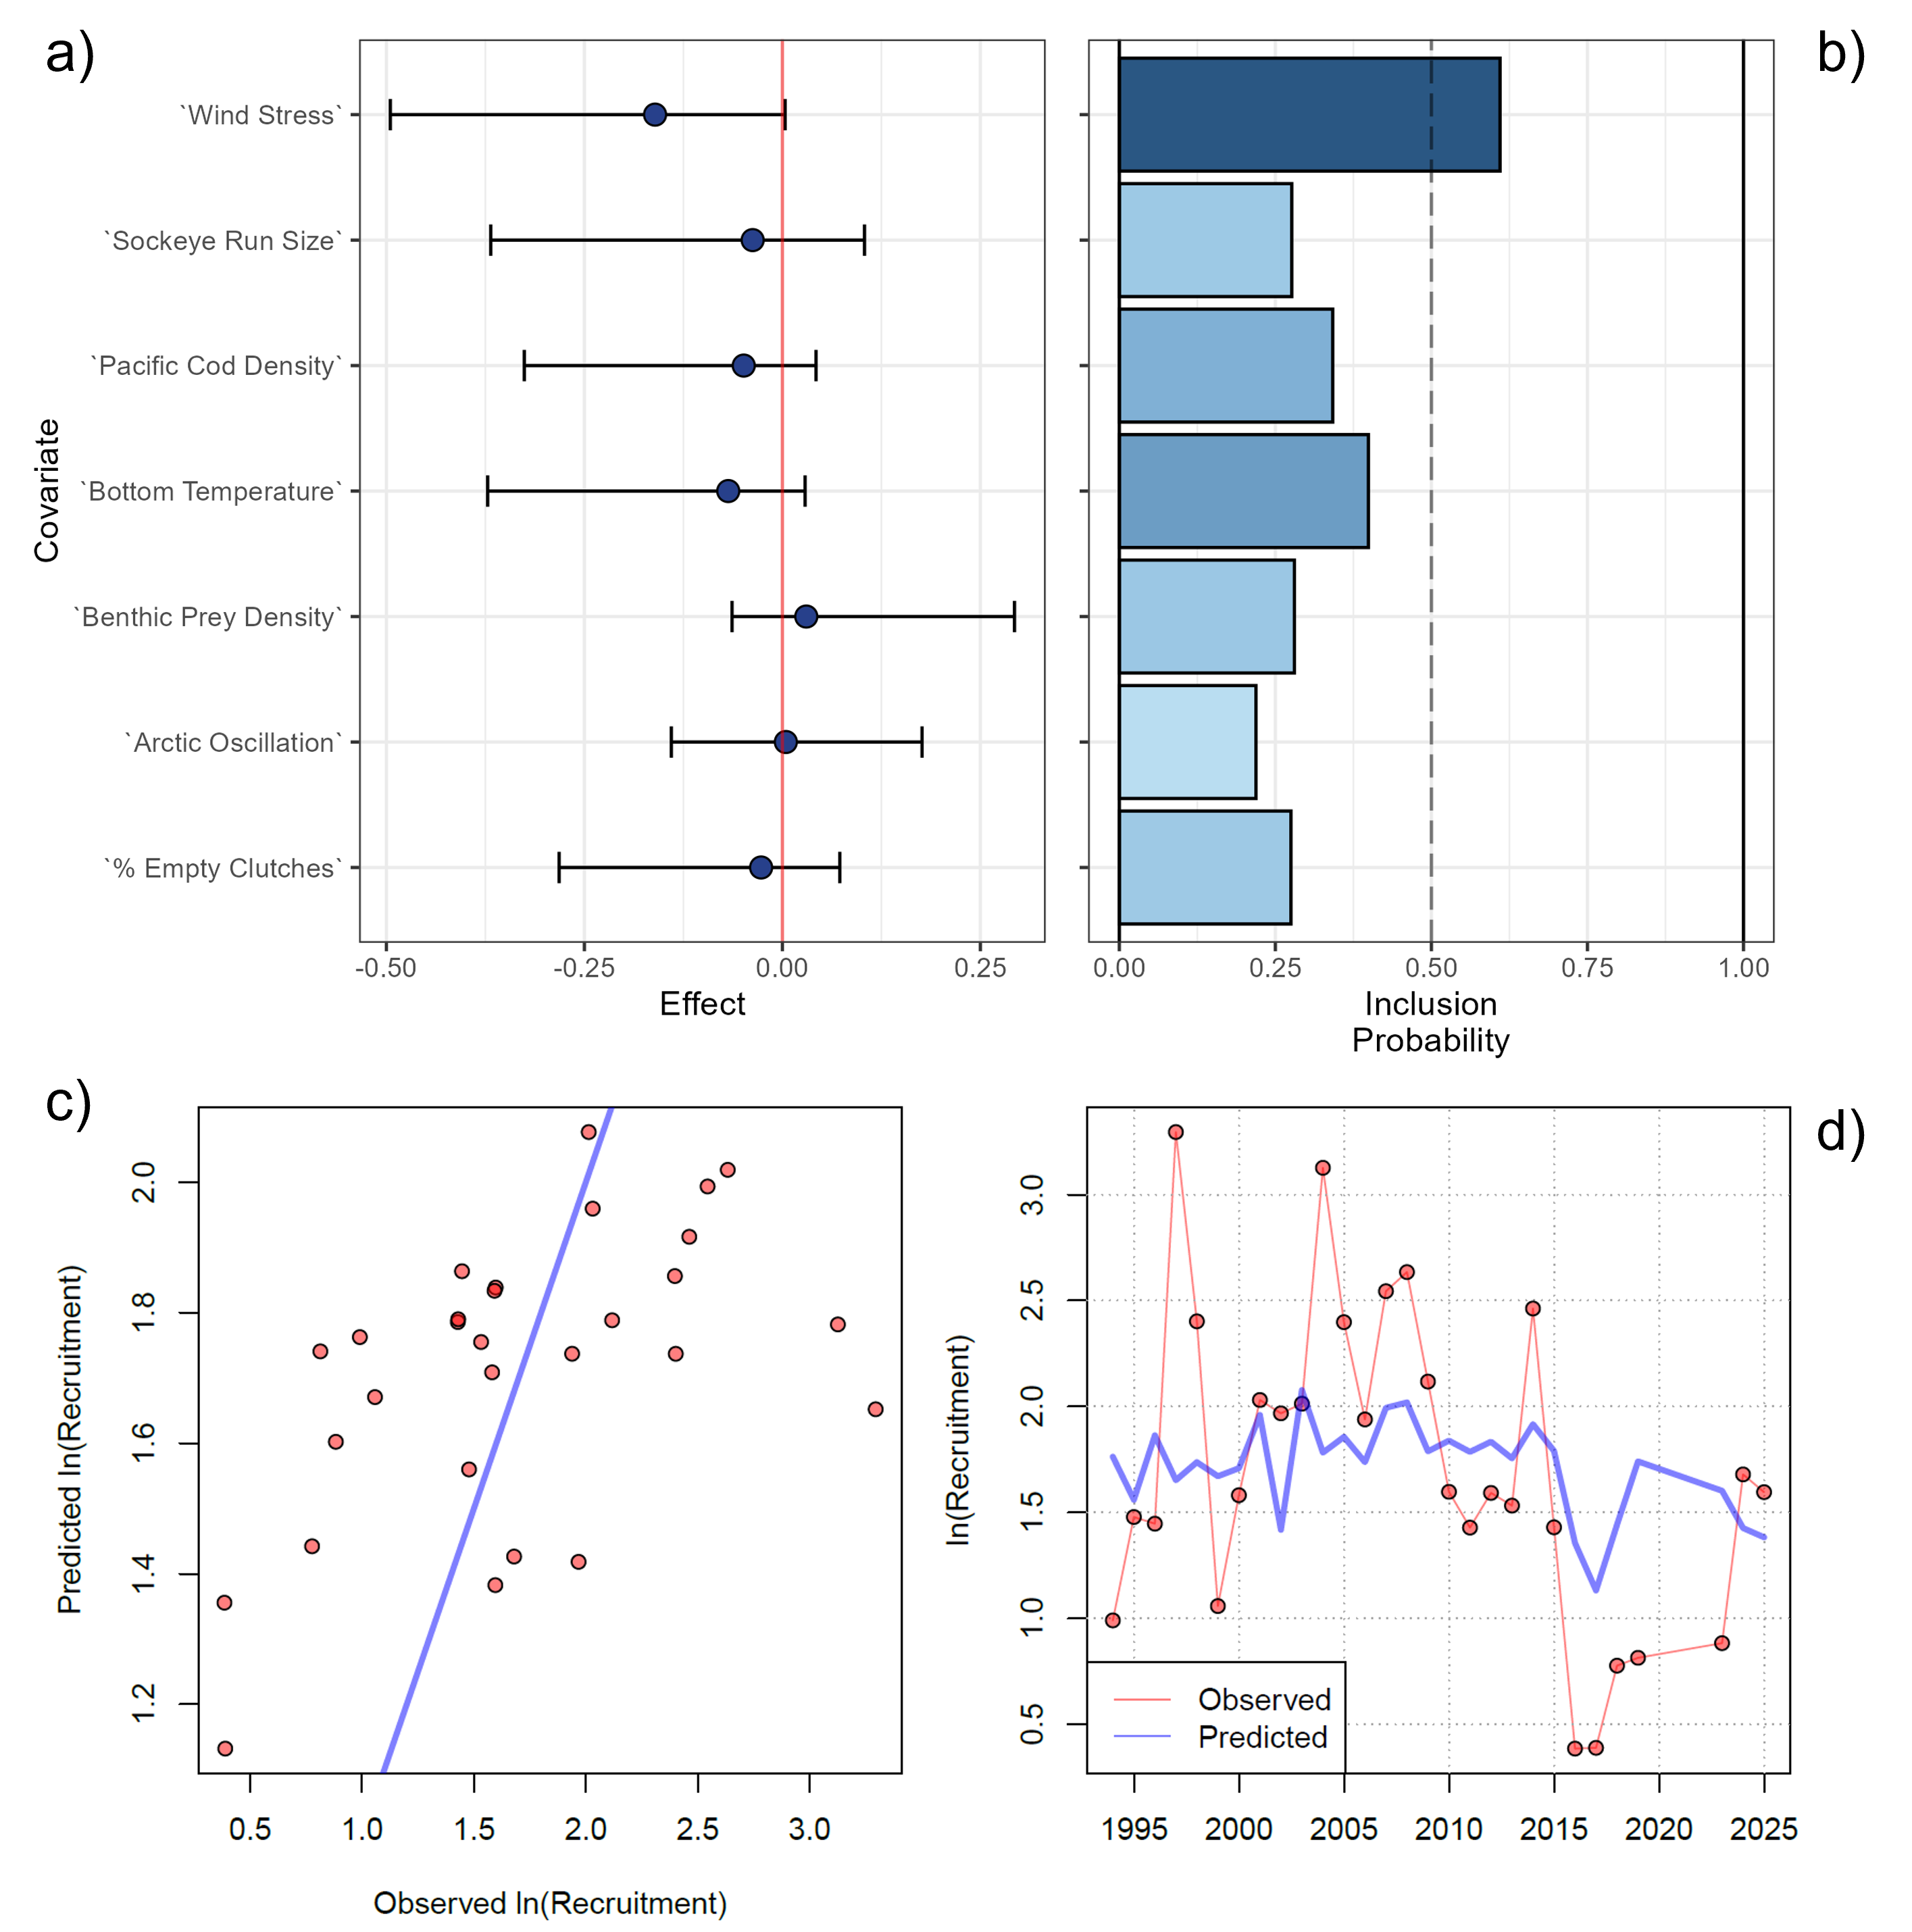 a)
b)
Covariate
`Wind Stress`
`Sockeye Run Size`
`Pacific Cod Density`
`Bottom Temperature`
`Benthic Prey Density`
`Arctic Oscillation`
`% Empty Clutches`
-0.50 -0.25 0.00 0.25
Effect
0.00 0.25 0.50 0.75 1.00
Inclusion
Probability
c)
Predicted ln(Recruitment)
2.0
1.8
1.6
1.4
1.2
0.5 1.0 1.5 2.0 2.5 3.0
Observed ln(Recruitment)
d)
ln(Recruitment)
3.0
2.5
2.0
1.5
1.0
0.5
Observed
Predicted
1995 2000 2005 2010 2015 2020 2025